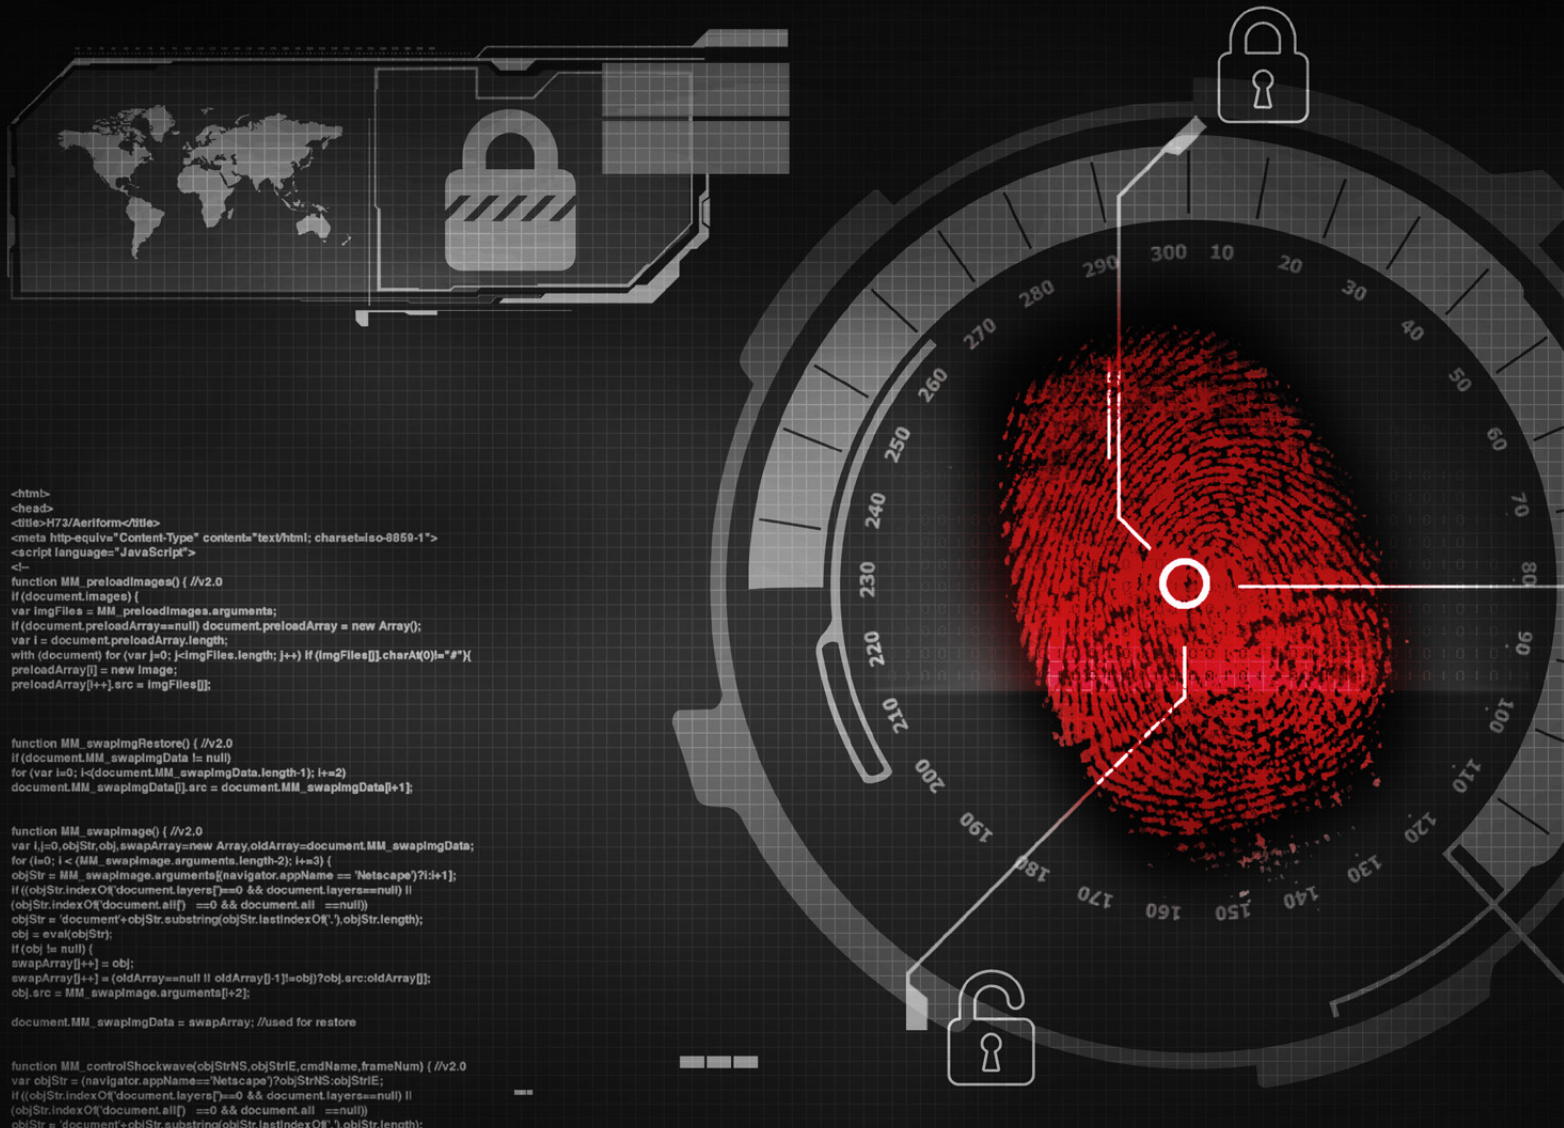 300
10
20
290
280
30
270
40
260
50
250
60
240
70
230
80
220
90
210
100
200
110
190
120
180
130
170
140
160
150
<html>
<head>
<title>H73/Aeriform</title>
<meta http-equiv="Content-Type" content="text/html; charset=iso-8859-1">
<script language="JavaScript">
<!--
function MM_preloadImages() { //v2.0
if (document.images) {
var imgFiles = MM_preloadImages.arguments;
if (document.preloadArray==null) document.preloadArray = new Array();
var i = document.preloadArray.length;
with (document) for (var j=0; j<imgFiles.length; j++) if (imgFiles[j].charAt(0)!="#"){
preloadArray[i] = new Image;
preloadArray[i++].src = imgFiles[j];
function MM_swapImgRestore() { //v2.0
if (document.MM_swapImgData != null)
for (var i=0; i<(document.MM_swapImgData.length-1); i+=2)
document.MM_swapImgData[i].src = document.MM_swapImgData[i+1];
function MM_swapImage() { //v2.0
var i,j=0,objStr,obj,swapArray=new Array,oldArray=document.MM_swapImgData;
for (i=0; i < (MM_swapImage.arguments.length-2); i+=3) {
objStr = MM_swapImage.arguments[(navigator.appName == 'Netscape')?i:i+1];
if ((objStr.indexOf('document.layers[')==0 && document.layers==null) ||
(objStr.indexOf('document.all[') ==0 && document.all ==null))
objStr = 'document'+objStr.substring(objStr.lastIndexOf('.'),objStr.length);
obj = eval(objStr);
if (obj != null) {
swapArray[j++] = obj;
swapArray[j++] = (oldArray==null || oldArray[j-1]!=obj)?obj.src:oldArray[j];
obj.src = MM_swapImage.arguments[i+2];
document.MM_swapImgData = swapArray; //used for restore
function MM_controlShockwave(objStrNS,objStrIE,cmdName,frameNum) { //v2.0
var objStr = (navigator.appName=='Netscape')?objStrNS:objStrIE;
if ((objStr.indexOf('document.layers[')==0 && document.layers==null) ||
(objStr.indexOf('document.all[') ==0 && document.all ==null))
objStr = 'document'+objStr.substring(objStr.lastIndexOf('.'),objStr.length);